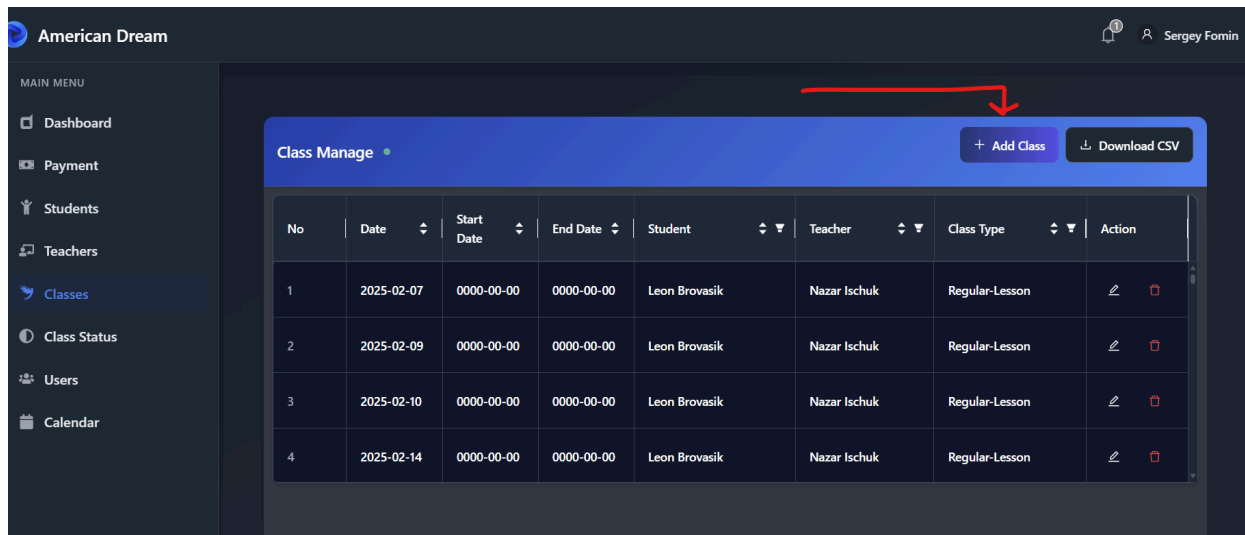 American Dream
1
Sergey Fomin
MAIN MENU
Dashboard
Payment
Students
Teachers
Classes
Class Status
Users
Calendar
Class Manage
+ Add Class
Download CSV
No Date Start Date End Date Student Teacher Class Type Action
1 2025-02-07 0000-00-00 0000-00-00 Leon Brovasik Nazar Ischuk Regular-Lesson
2 2025-02-09 0000-00-00 0000-00-00 Leon Brovasik Nazar Ischuk Regular-Lesson
3 2025-02-10 0000-00-00 0000-00-00 Leon Brovasik Nazar Ischuk Regular-Lesson
4 2025-02-14 0000-00-00 0000-00-00 Leon Brovasik Nazar Ischuk Regular-Lesson